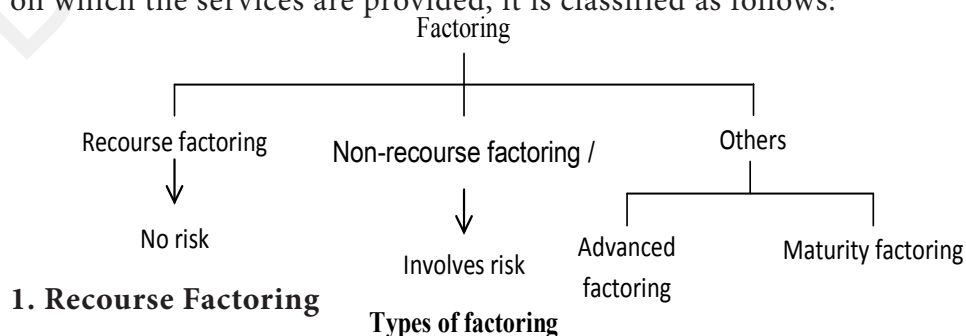 on which the services are provided, it is classified as follows:
Factoring
Recourse factoring
Non-recourse factoring /
Others
No risk
Involves risk
Advanced
factoring
Maturity factoring
1. Recourse Factoring
Types of factoring